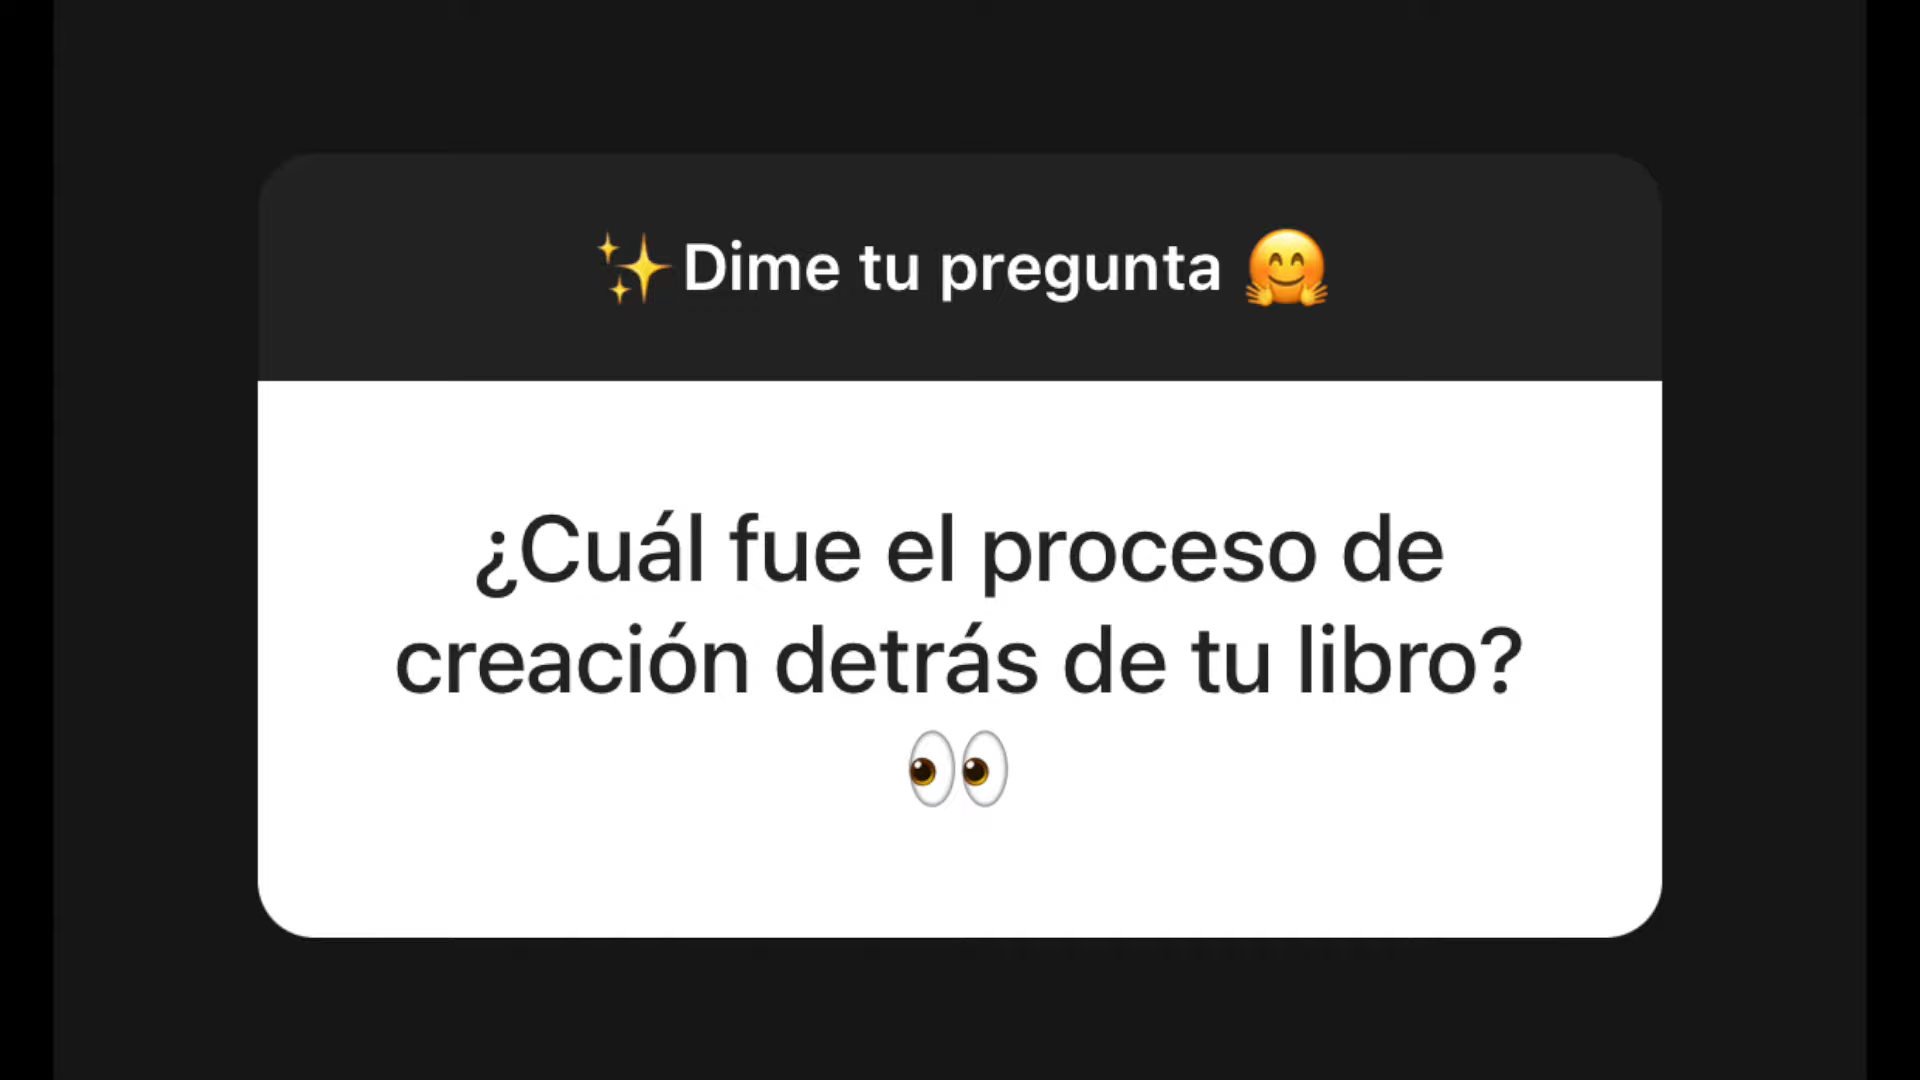 ✨Dime tu pregunta 🤗
¿Cuál fue el proceso de
creación detrás de tu libro?
👀